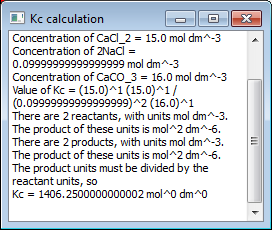 Kc calculation
Concentration of CaCl_2 = 15.0 mol dm^-3
Concentration of 2NaCl =
0.0999999999999999 mol dm^-3
Concentration of CaCO_3 = 16.0 mol dm^-3
Value of Kc = (15.0)^1 (15.0)^1 /
(0.0999999999999999)^2 (16.0)^1
There are 2 reactants, with units mol dm^-3.
The product of these units is mol^2 dm^-6.
There are 2 products, with units mol dm^-3.
The product of these units is mol^2 dm^-6.
The product units must be divided by the
reactant units, so
Kc = 1406.2500000000002 mol^0 dm^0